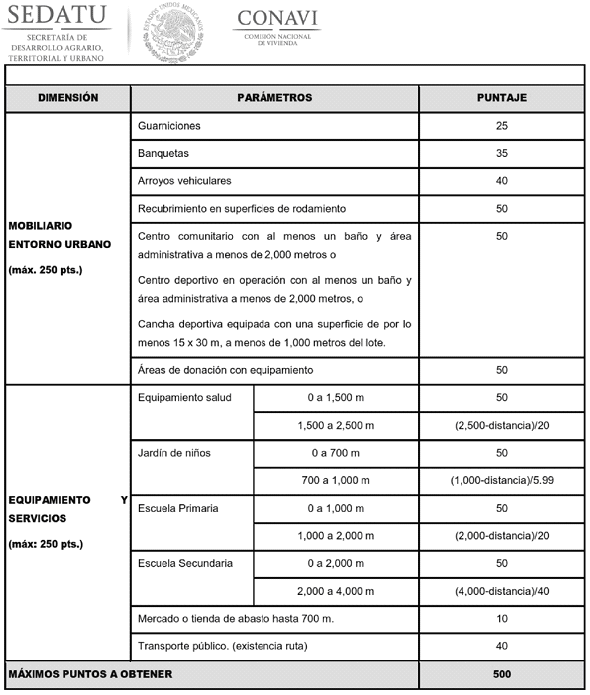 SEDATU
SECRETARÍA DE
DESARROLLO AGRARIO,
TERRITORIAL Y URBANO
ESTADOS UNIDOS MEXICANOS
CONAVI
COMISIÓN NACIONAL
DE VIVIENDA
DIMENSIÓN PARÁMETROS PUNTAJE
MOBILIARIO
ENTORNO URBANO
(máx. 250 pts.)
Guarniciones 25
Banquetas 35
Arroyos vehiculares 40
Recubrimiento en superficies de rodamiento 50
Centro comunitario con al menos un baño y área 50
administrativa a menos de 2,000 metros o
Centro deportivo en operación con al menos un baño y
área administrativa a menos de 2,000 metros, o
Cancha deportiva equipada con una superficie de por lo
menos 15 x 30 m, a menos de 1,000 metros del lote.
Áreas de donación con equipamiento 50
EQUIPAMIENTO Y
SERVICIOS
(máx: 250 pts.)
Equipamiento salud 0 a 1,500 m 50
1,500 a 2,500 m (2,500-distancia)/20
Jardín de niños 0 a 700 m 50
700 a 1,000 m (1,000-distancia)/5.99
Escuela Primaria 0 a 1,000 m 50
1,000 a 2,000 m (2,000-distancia)/20
Escuela Secundaria 0 a 2,000 m 50
2,000 a 4,000 m (4,000-distancia)/40
Mercado o tienda de abasto hasta 700 m. 10
Transporte público. (existencia ruta) 40
MÁXIMOS PUNTOS A OBTENER 500